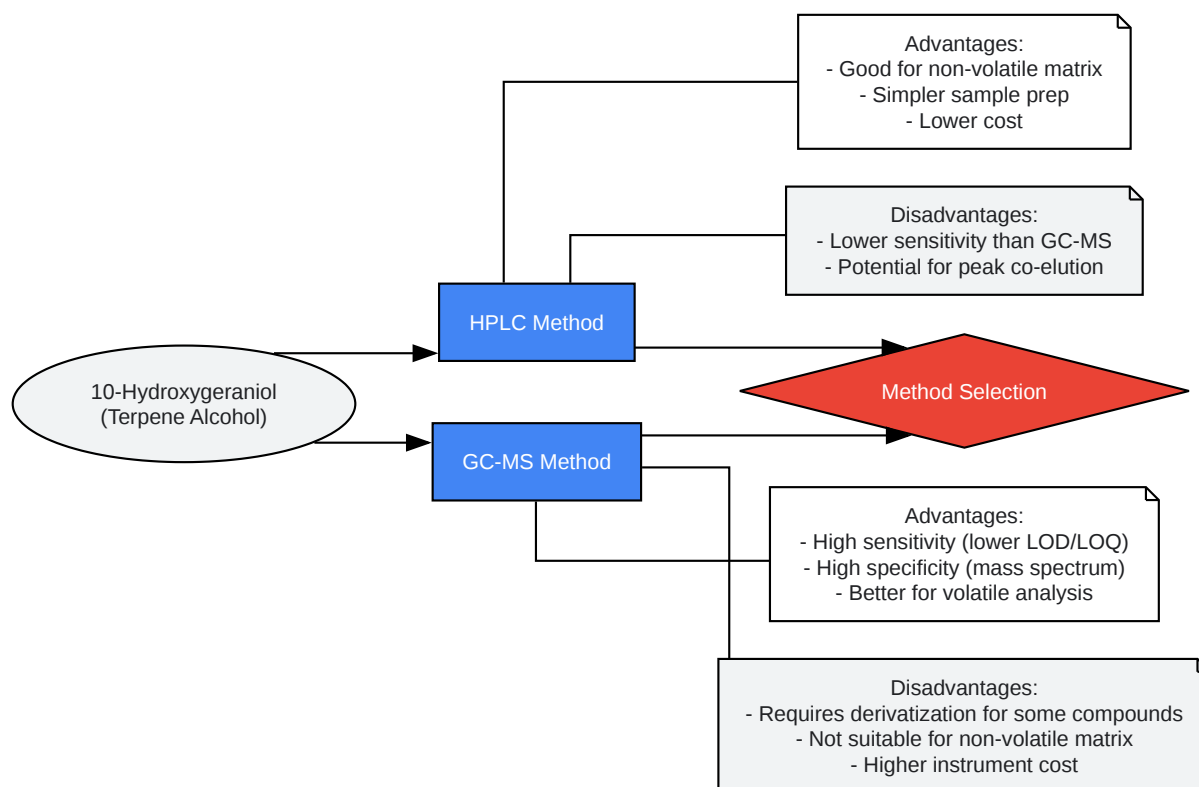 Advantages:
- Good for non-volatile matrix
- Simpler sample prep
- Lower cost
Disadvantages:
- Lower sensitivity than GC-MS
- Potential for peak co-elution
HPLC Method
10-Hydroxygeraniol
(Terpene Alcohol)
Method Selection
GC-MS Method
Advantages:
- High sensitivity (lower LOD/LOQ)
- High specificity (mass spectrum)
- Better for volatile analysis
Disadvantages:
- Requires derivatization for some compounds
- Not suitable for non-volatile matrix
- Higher instrument cost